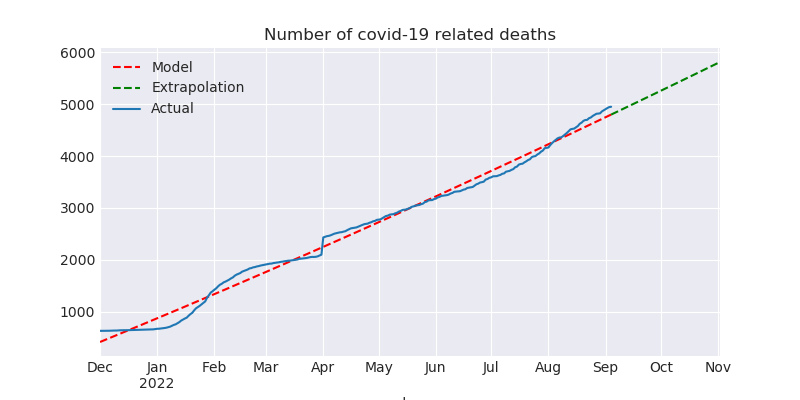 Number of covid-19 related deaths
6000
5000
4000
3000
2000
1000
Model
Extrapolation
Actual
Dec Jan Feb Mar Apr May Jun Jul Aug Sep Oct Nov
2022